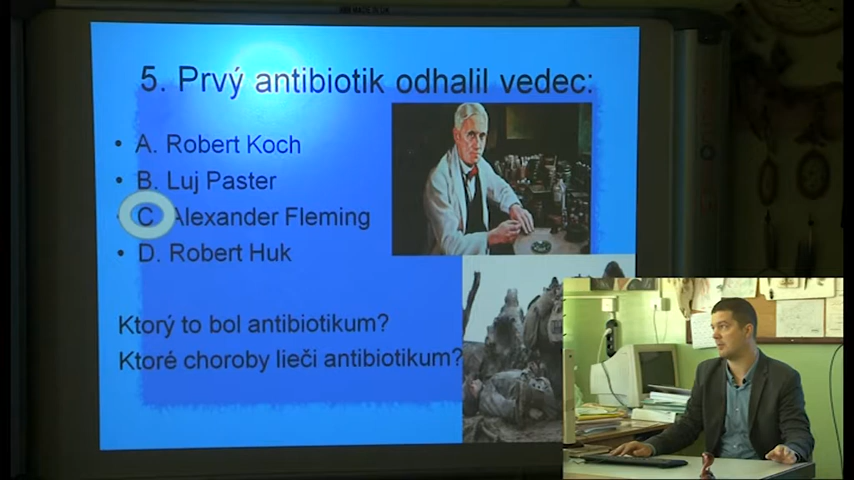 5. Prvý antibiotik odhalil vedec:
• A. Robert Koch
• B. Luj Paster
• C. Alexander Fleming
• D. Robert Huk
Ktorý to bol antibiotikum?
Ktoré choroby lieči antibiotikum?